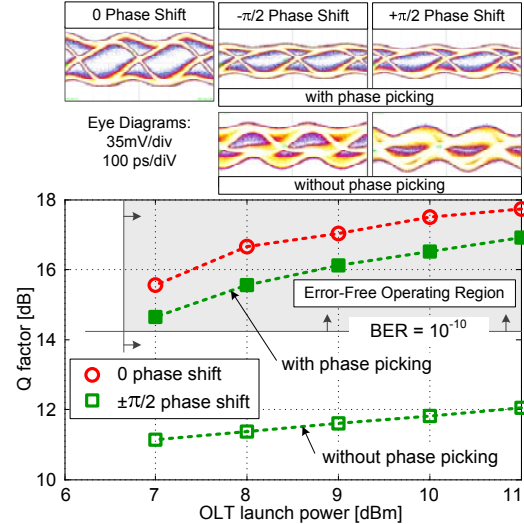 0 Phase Shift
-π/2 Phase Shift
+π/2 Phase Shift
with phase picking
Eye Diagrams:
35mV/div
100 ps/diV
without phase picking
18
16
14
12
10
Q factor [dB]
Error-Free Operating Region
BER = 10⁻¹⁰
with phase picking
0 phase shift
±π/2 phase shift
without phase picking
6
7
8
9
10
11
OLT launch power [dBm]